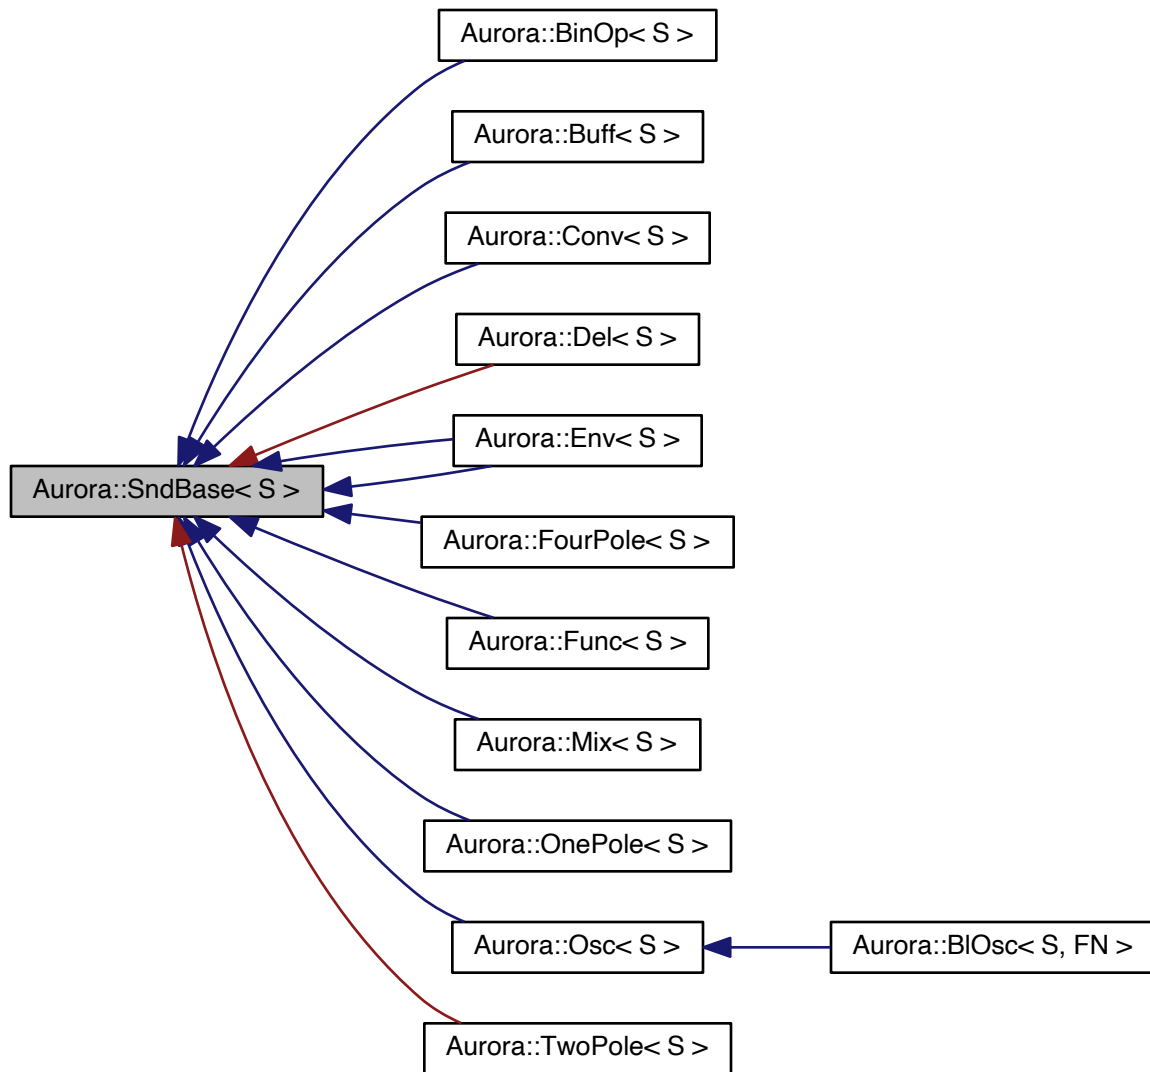 Aurora::BinOp< S >
Aurora::Buff< S >
Aurora::Conv< S >
Aurora::Del< S >
Aurora::Env< S >
Aurora::SndBase< S >
Aurora::FourPole< S >
Aurora::Func< S >
Aurora::Mix< S >
Aurora::OnePole< S >
Aurora::Osc< S >
Aurora::BlOsc< S, FN >
Aurora::TwoPole< S >